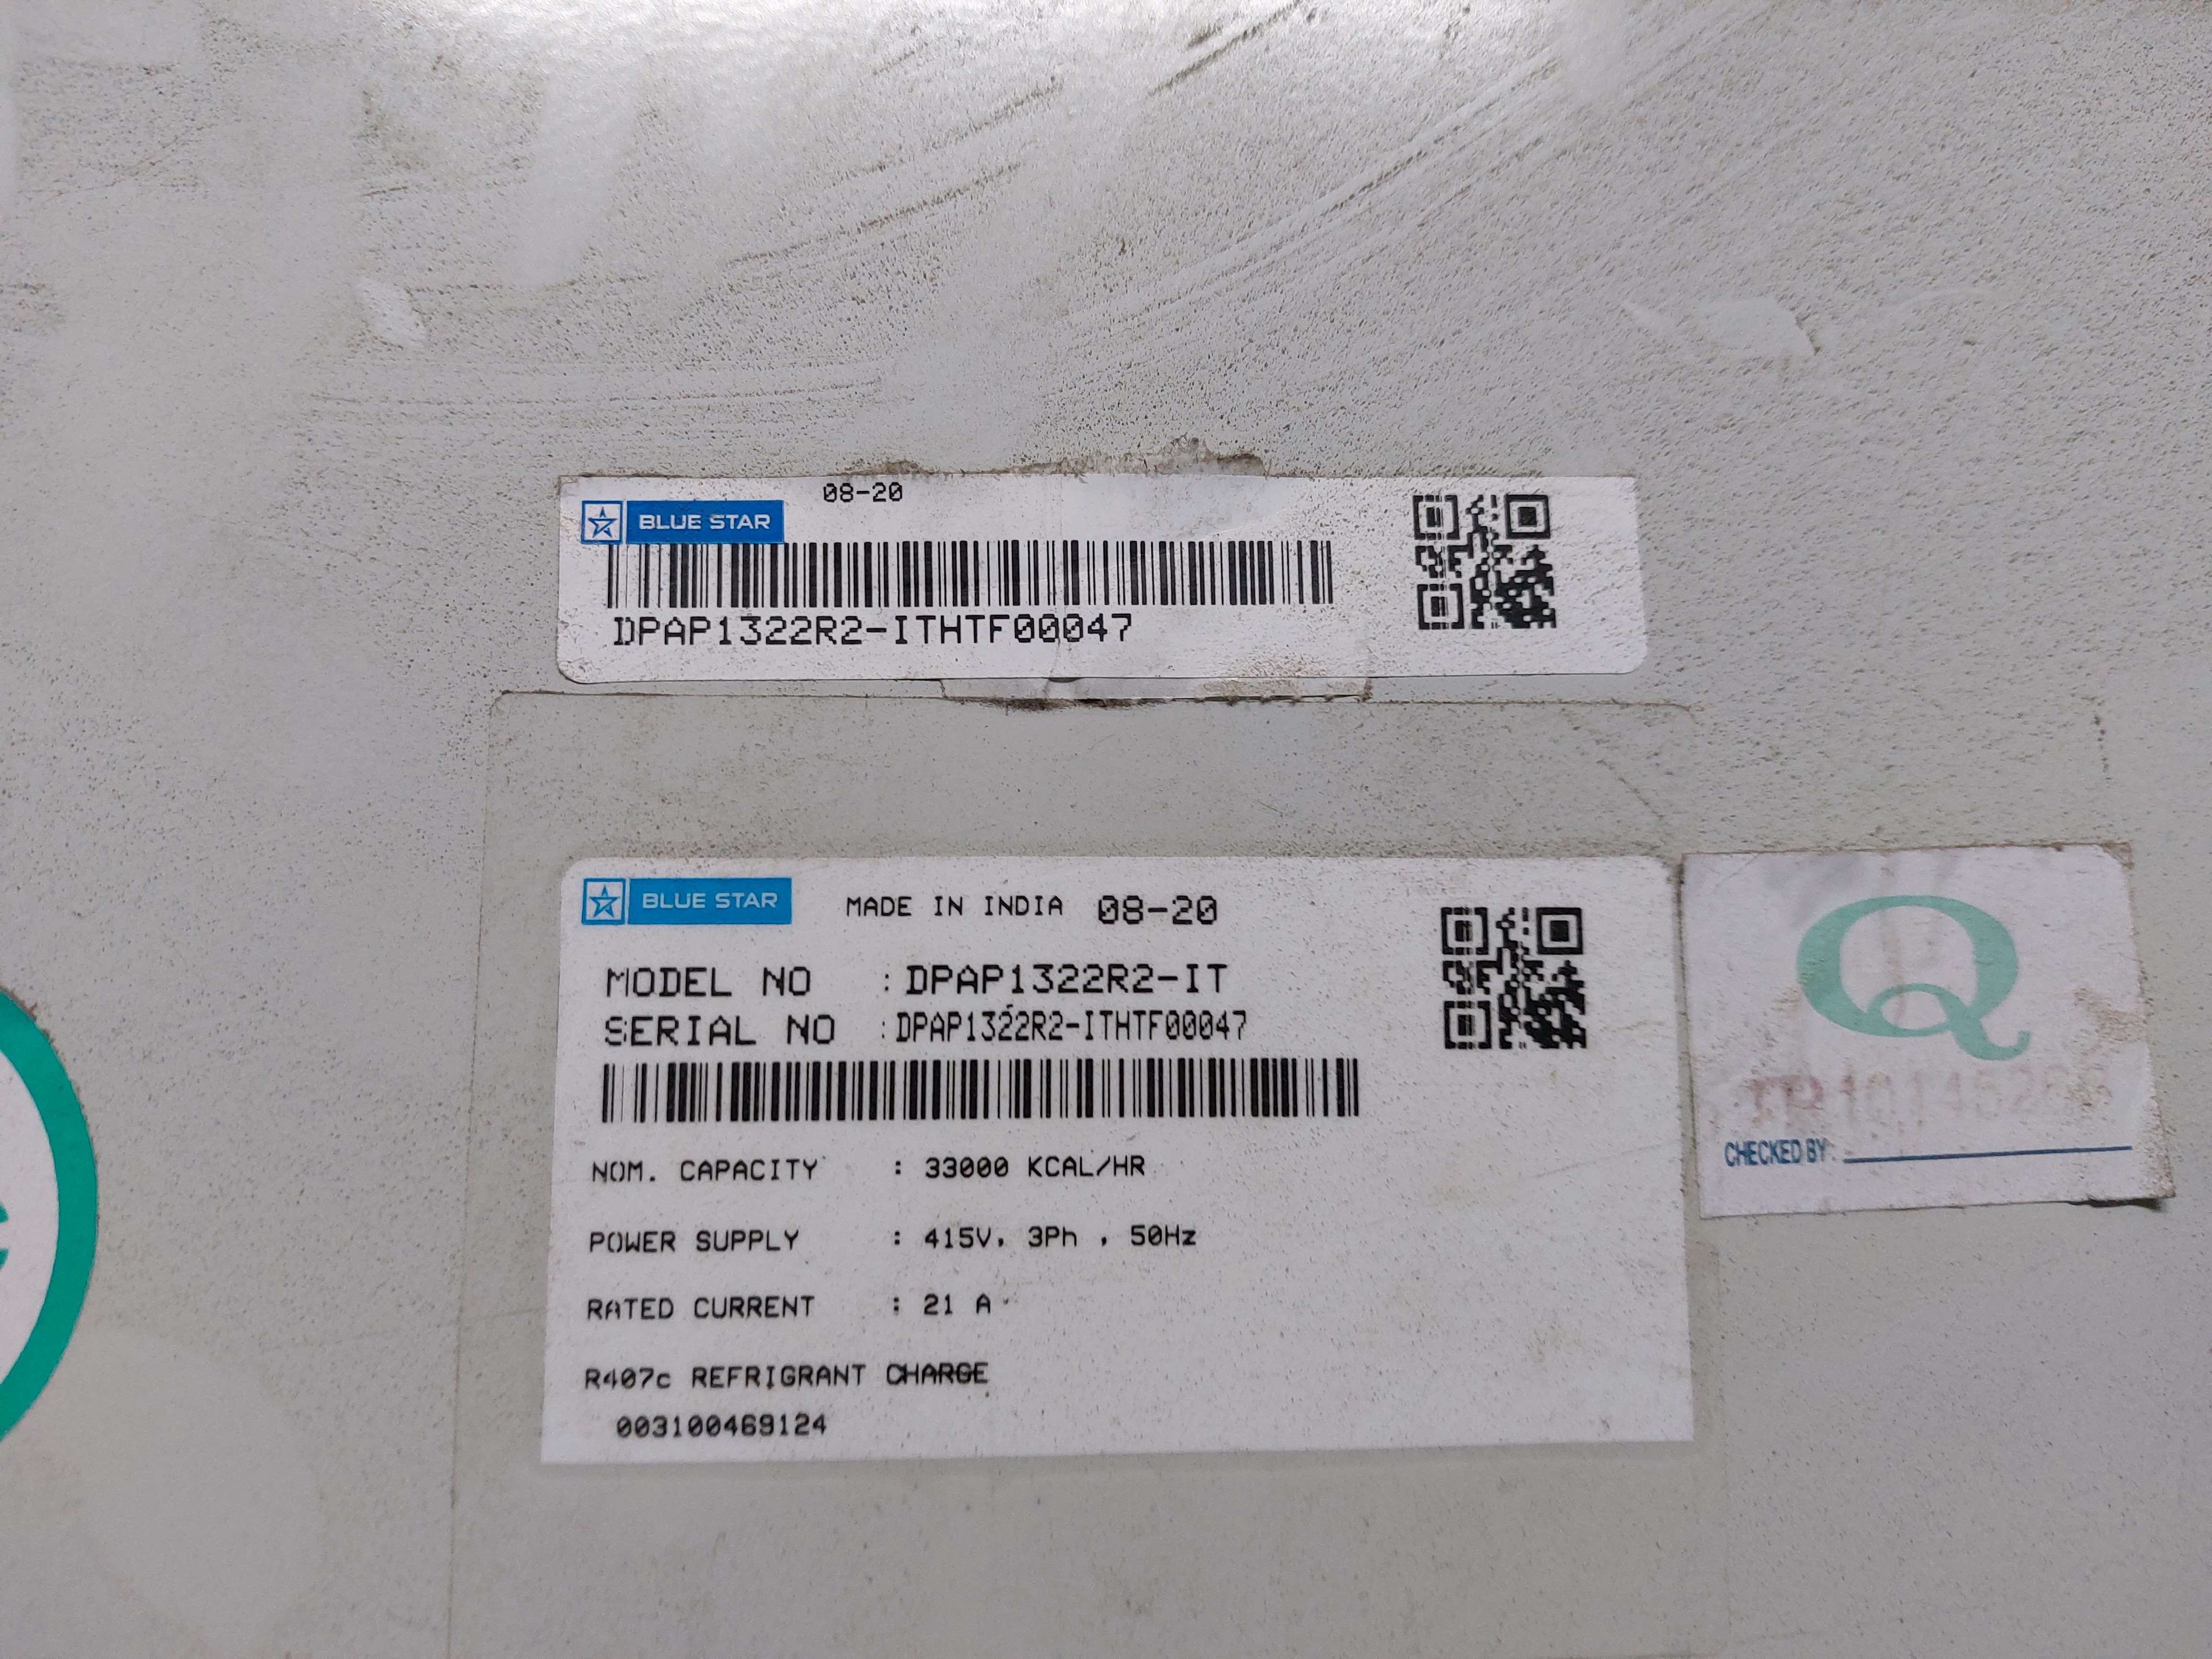 08-20
BLUE STAR
DPAP1322R2-ITHTF00047
BLUE STAR MADE IN INDIA 08-20
MODEL NO : DPAP1322R2-IT
SERIAL NO : DPAP1322R2-ITHTF00047
NOM. CAPACITY : 33000 KCAL/HR
POWER SUPPLY : 415V, 3Ph , 50Hz
RATED CURRENT : 21 A
R407c REFRIGRANT CHARGE
003100469124
Q
CHECKED BY: